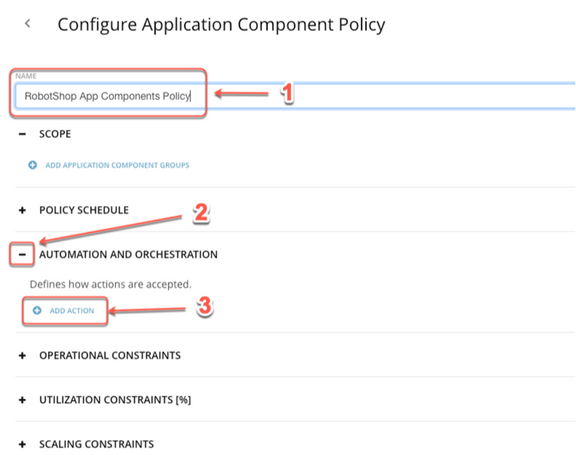 Configure Application Component Policy
NAME
RobotShop App Components Policy
1
SCOPE
ADD APPLICATION COMPONENT GROUPS
POLICY SCHEDULE
2
AUTOMATION AND ORCHESTRATION
Defines how actions are accepted.
ADD ACTION
3
OPERATIONAL CONSTRAINTS
UTILIZATION CONSTRAINTS [%]
SCALING CONSTRAINTS